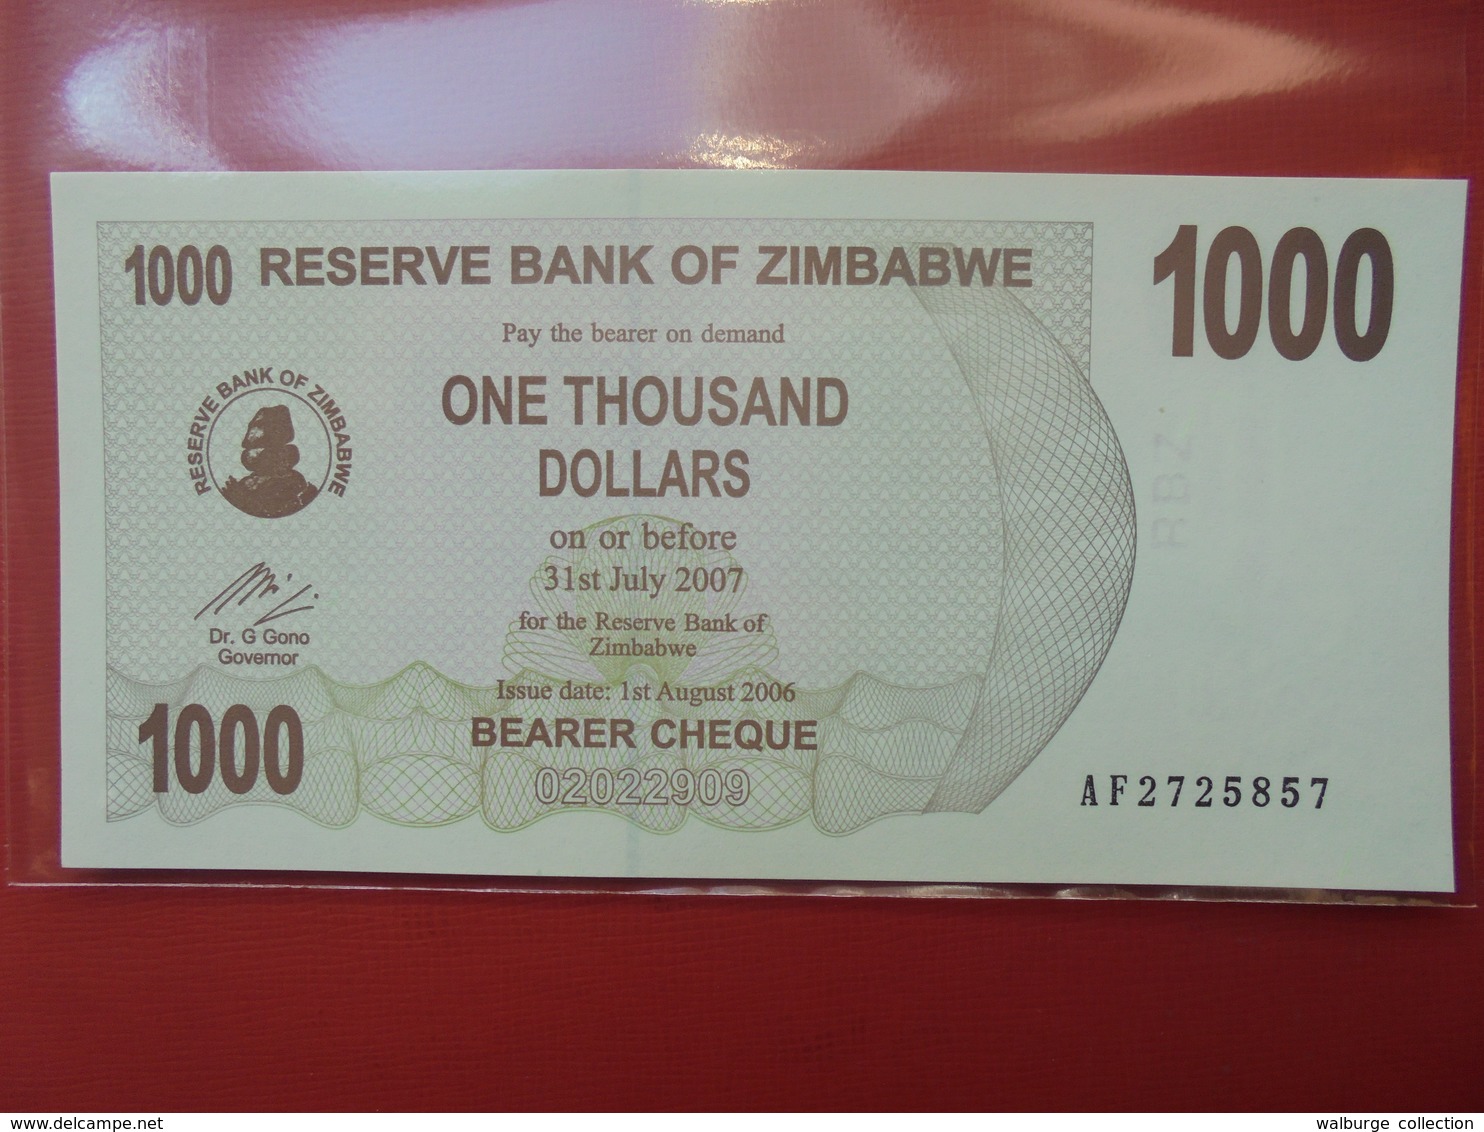 1000 RESERVE BANK OF ZIMBABWE 1000
Pay the bearer on demand
RESERVE BANK OF ZIMBABWE
ONE THOUSAND
DOLLARS
RBZ
on or before
31st July 2007
for the Reserve Bank of
Zimbabwe
Dr. G Gono
Governor
Issue date: 1st August 2006
1000
BEARER CHEQUE
02022909
AF2725857
www.delcampe.net
walburge collection